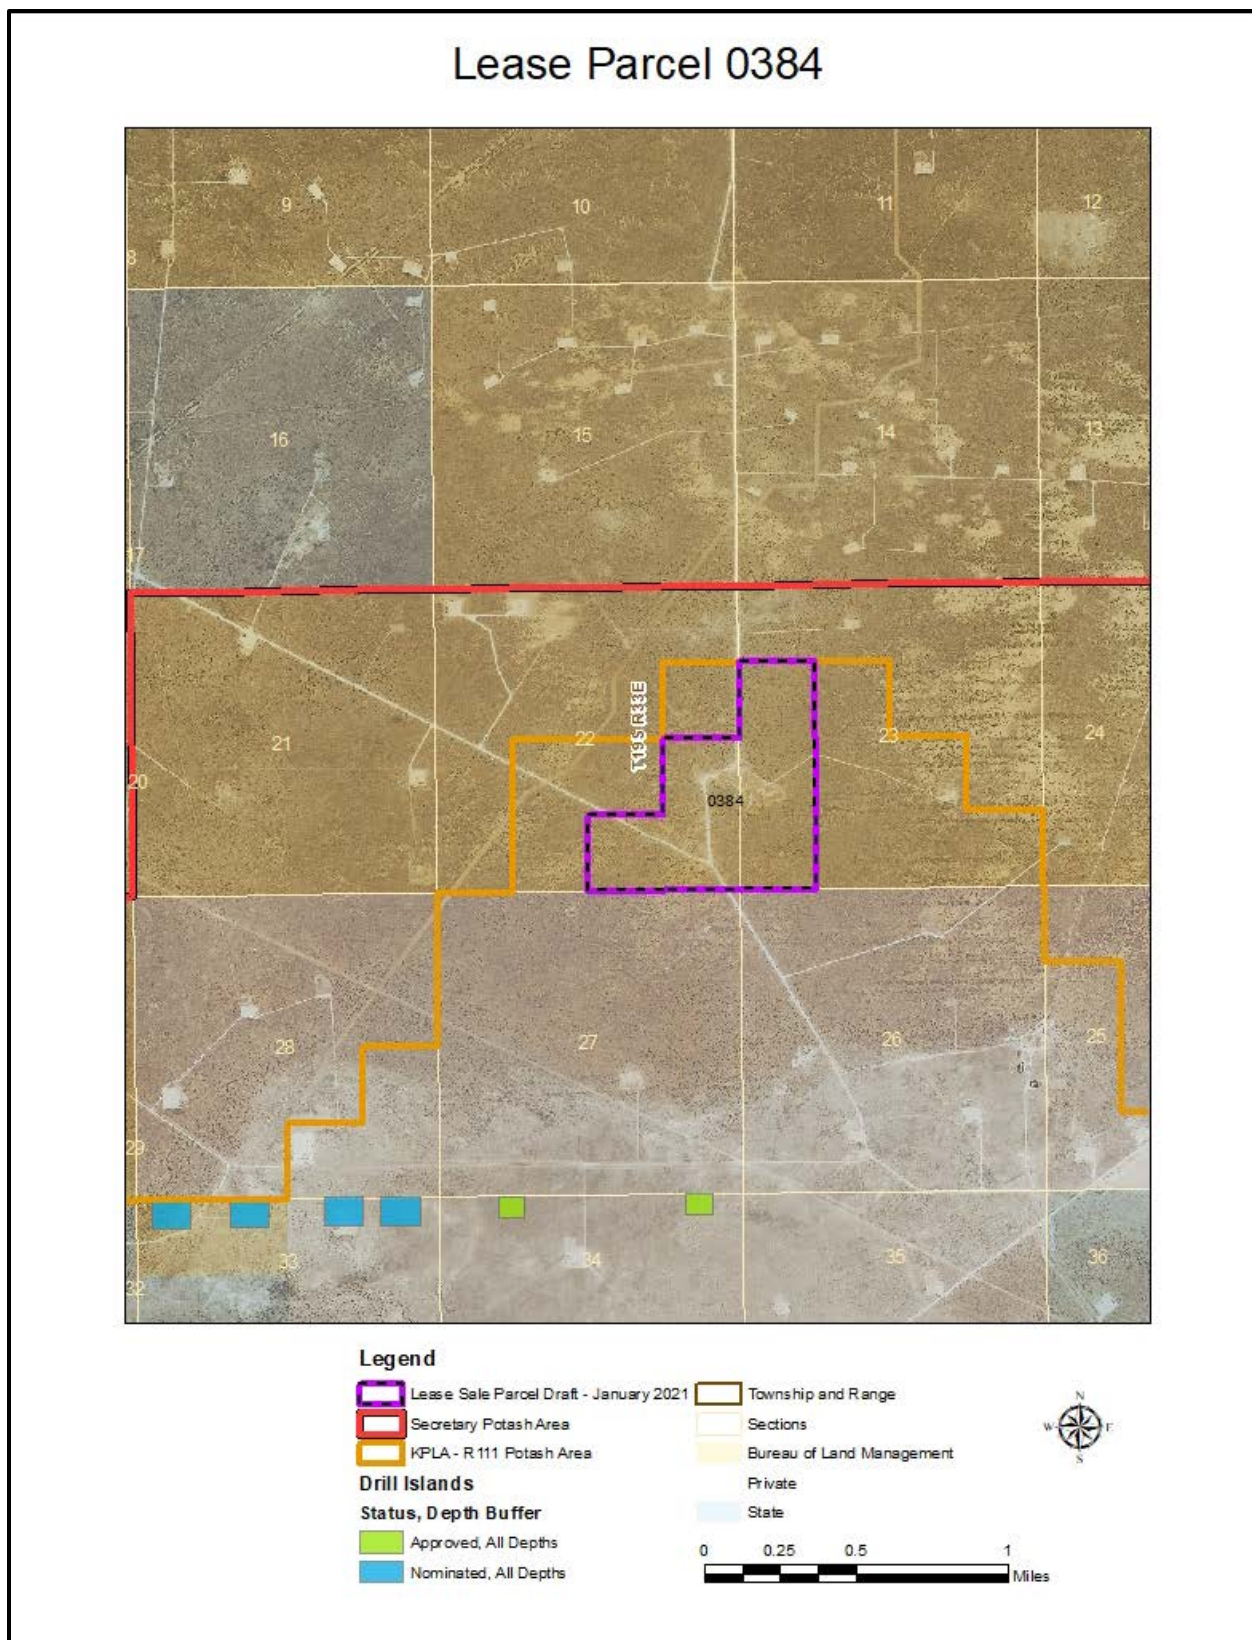 Lease Parcel 0384
9
10
11
12
8
16
15
14
13
17
T19S R33E
21
22
23
24
20
0384
28
27
26
25
29
33
34
35
36
32
Legend
Lease Sale Parcel Draft - January 2021
Secretary Potash Area
KPLA - R 111 Potash Area
Drill Islands
Status, Depth Buffer
Approved, All Depths
Nominated, All Depths
Township and Range
Sections
Bureau of Land Management
Private
State
0 0.25 0.5 1
Miles
N
W E
S